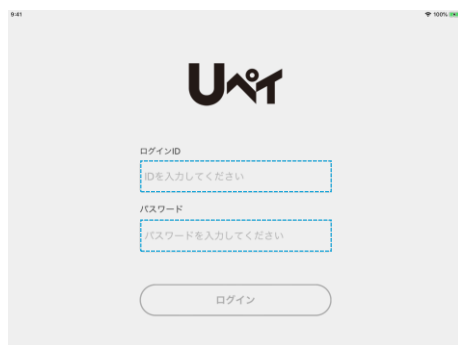 9:41 100%
Uペイ
ログインID
IDを入力してください
パスワード
パスワードを入力してください
ログイン